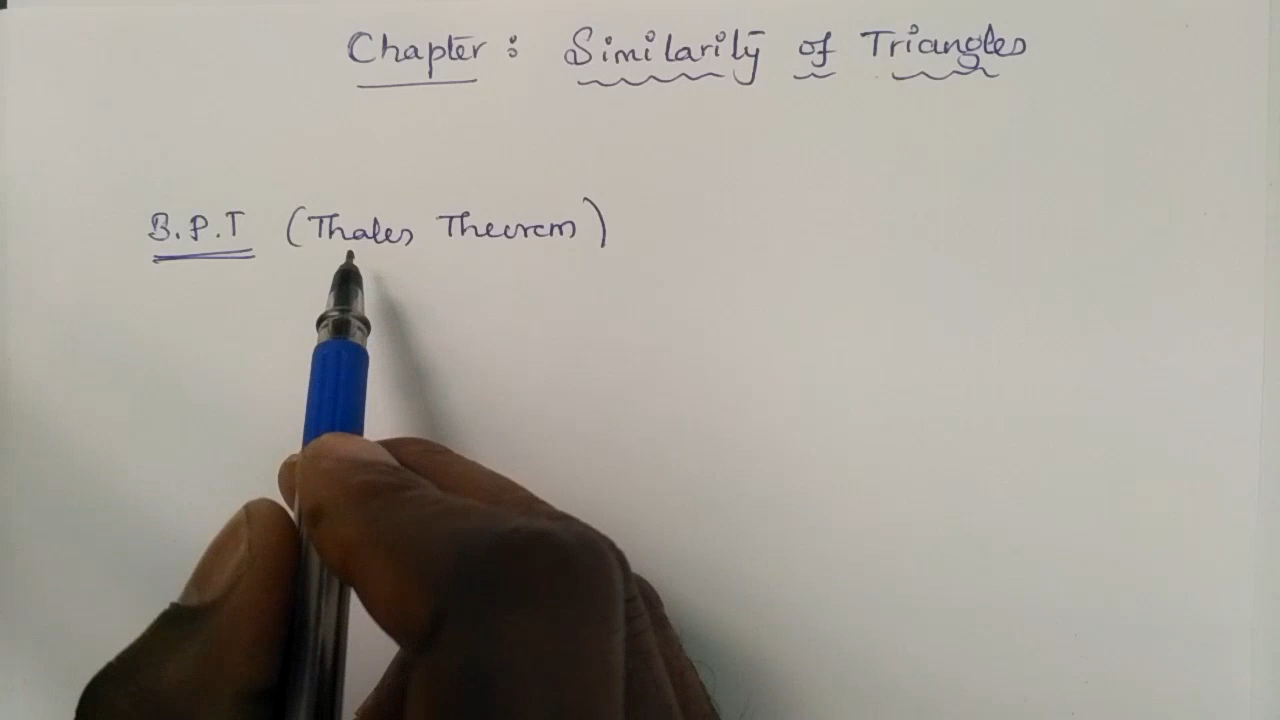 Chapter : Similarity of Triangles
B.P.T (Thales Theorem)